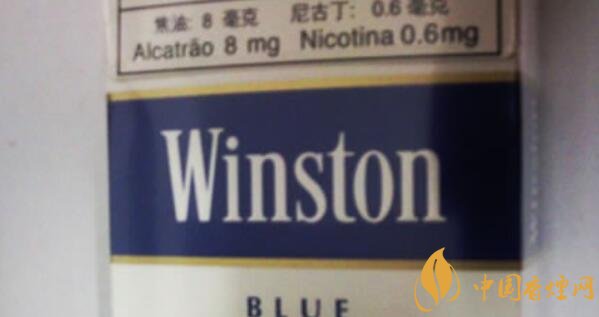 焦油: 8 毫克 尼古丁: 0.6 毫克
Alcatrão 8 mg Nicotina 0.6mg
Winston
BLUE
中国香烟网